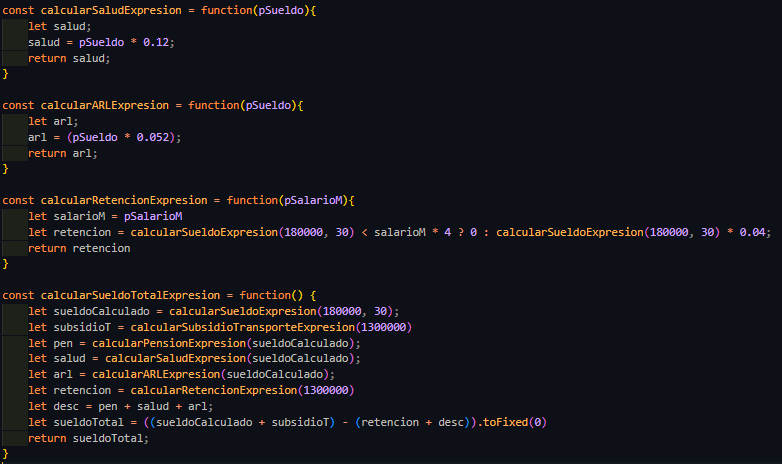 const calcularSaludExpresion = function(pSueldo){
    let salud;
    salud = pSueldo * 0.12;
    return salud;
}

const calcularARLExpresion = function(pSueldo){
    let arl;
    arl = (pSueldo * 0.052);
    return arl;
}

const calcularRetencionExpresion = function(pSalarioM){
    let salarioM = pSalarioM
    let retencion = calcularSueldoExpresion(180000, 30) < salarioM * 4 ? 0 : calcularSueldoExpresion(180000, 30) * 0.04;
    return retencion
}

const calcularSueldoTotalExpresion = function() {
    let sueldoCalculado = calcularSueldoExpresion(180000, 30);
    let subsidioT = calcularSubsidioTransporteExpresion(1300000)
    let pen = calcularPensionExpresion(sueldoCalculado);
    let salud = calcularSaludExpresion(sueldoCalculado);
    let arl = calcularARLExpresion(sueldoCalculado);
    let retencion = calcularRetencionExpresion(1300000)
    let desc = pen + salud + arl;
    let sueldoTotal = ((sueldoCalculado + subsidioT) - (retencion + desc)).toFixed(0)
    return sueldoTotal;
}